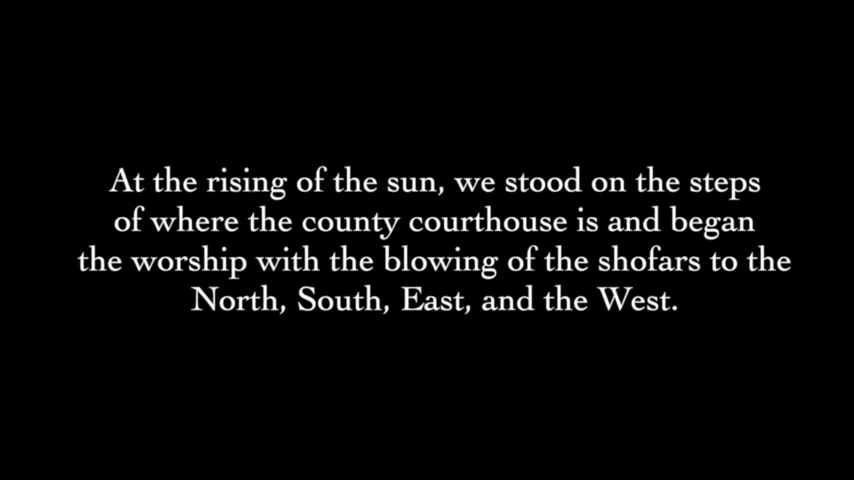 At the rising of the sun, we stood on the steps
of where the county courthouse is and began
the worship with the blowing of the shofars to the
North, South, East, and the West.